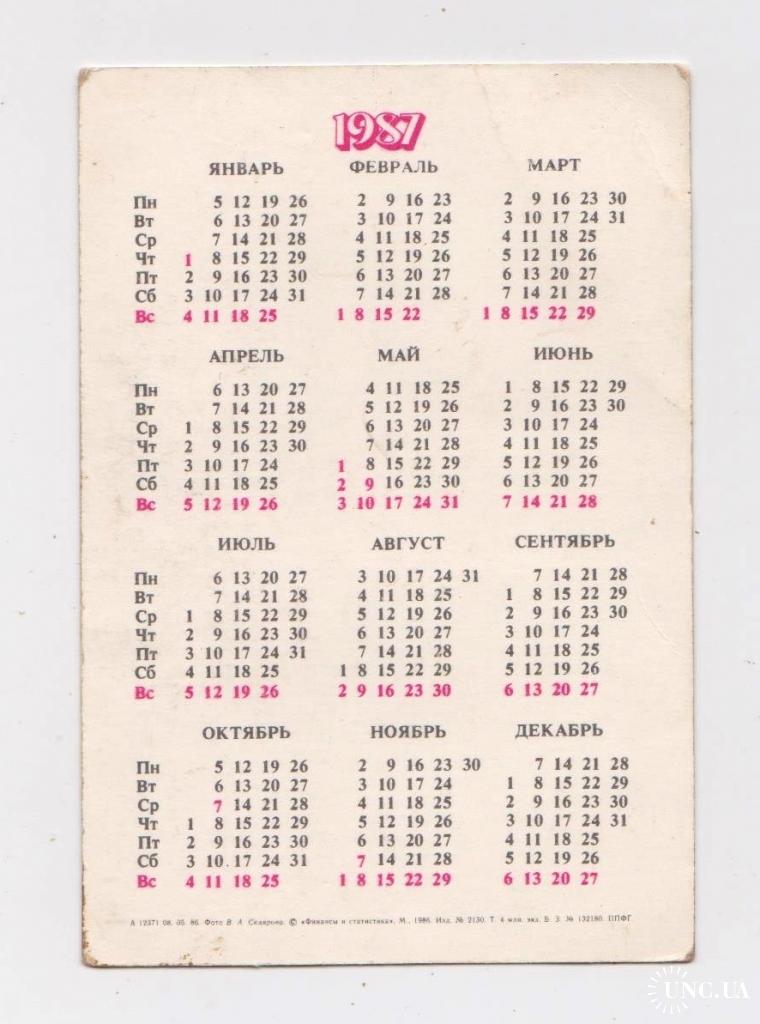 1987
ЯНВАРЬ ФЕВРАЛЬ МАРТ
Пн 5 12 19 26 2 9 16 23 2 9 16 23 30
Вт 6 13 20 27 3 10 17 24 3 10 17 24 31
Ср 7 14 21 28 4 11 18 25 4 11 18 25
Чт 1 8 15 22 29 5 12 19 26 5 12 19 26
Пт 2 9 16 23 30 6 13 20 27 6 13 20 27
Сб 3 10 17 24 31 7 14 21 28 7 14 21 28
Вс 4 11 18 25 1 8 15 22 1 8 15 22 29
АПРЕЛЬ МАЙ ИЮНЬ
Пн 6 13 20 27 4 11 18 25 1 8 15 22 29
Вт 7 14 21 28 5 12 19 26 2 9 16 23 30
Ср 1 8 15 22 29 6 13 20 27 3 10 17 24
Чт 2 9 16 23 30 7 14 21 28 4 11 18 25
Пт 3 10 17 24 1 8 15 22 29 5 12 19 26
Сб 4 11 18 25 2 9 16 23 30 6 13 20 27
Вс 5 12 19 26 3 10 17 24 31 7 14 21 28
ИЮЛЬ АВГУСТ СЕНТЯБРЬ
Пн 6 13 20 27 3 10 17 24 31 7 14 21 28
Вт 7 14 21 28 4 11 18 25 1 8 15 22 29
Ср 1 8 15 22 29 5 12 19 26 2 9 16 23 30
Чт 2 9 16 23 30 6 13 20 27 3 10 17 24
Пт 3 10 17 24 31 7 14 21 28 4 11 18 25
Сб 4 11 18 25 1 8 15 22 29 5 12 19 26
Вс 5 12 19 26 2 9 16 23 30 6 13 20 27
ОКТЯБРЬ НОЯБРЬ ДЕКАБРЬ
Пн 5 12 19 26 2 9 16 23 30 7 14 21 28
Вт 6 13 20 27 3 10 17 24 1 8 15 22 29
Ср 7 14 21 28 4 11 18 25 2 9 16 23 30
Чт 1 8 15 22 29 5 12 19 26 3 10 17 24 31
Пт 2 9 16 23 30 6 13 20 27 4 11 18 25
Сб 3 10 17 24 31 7 14 21 28 5 12 19 26
Вс 4 11 18 25 1 8 15 22 29 6 13 20 27
А 12371 08. 05. 86. Фото В. А. Склярова. © «Финансы и статистика», М., 1986. Изд. № 2130. Т. 4 млн. экз. Б. З. № 132180. ППФГ.
UNC.UA